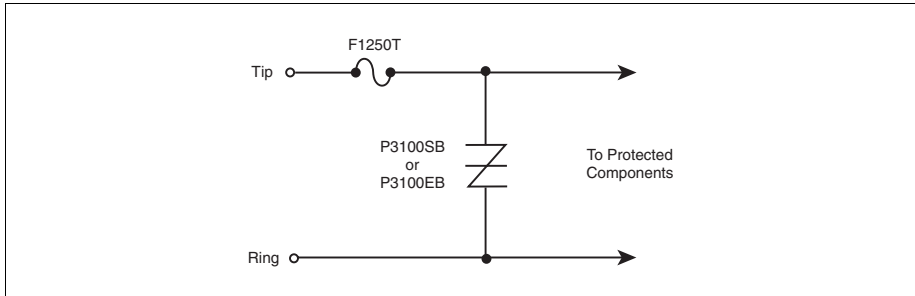 F1250T
Tip
P3100SB
or
P3100EB
To Protected
Components
Ring